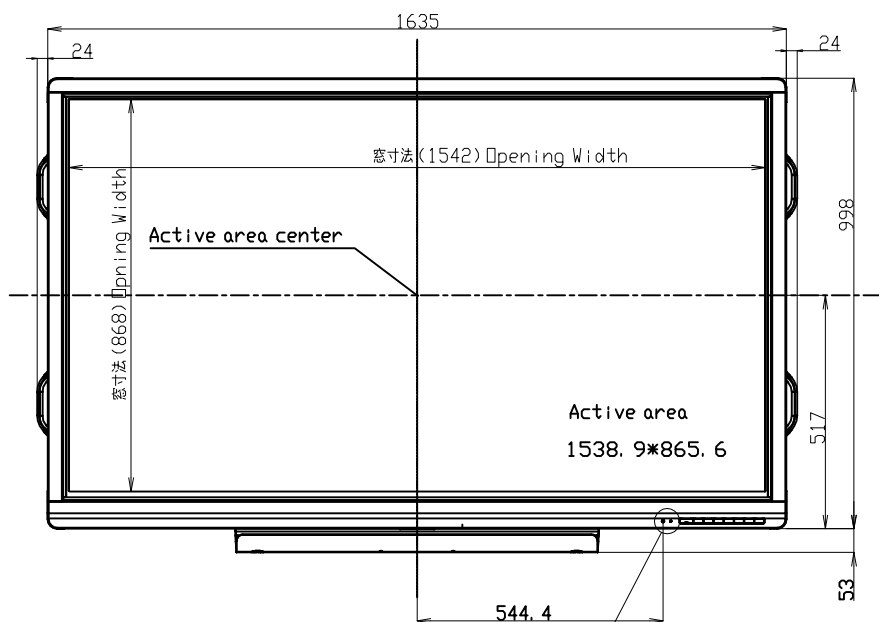 1635
24
24
窓寸法(1542) Opening Width
窓寸法(868) Opning Width
Active area center
998
Active area
1538.9*865.6
517
53
544.4